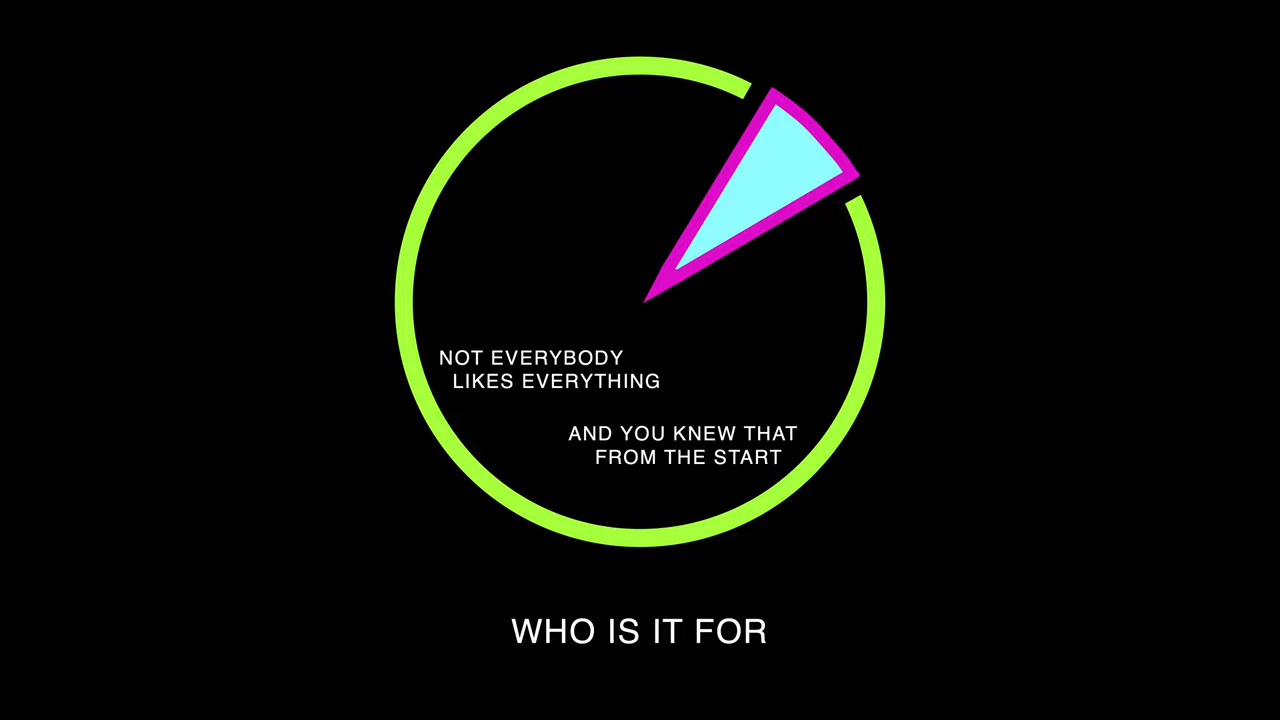 NOT EVERYBODY
LIKES EVERYTHING
AND YOU KNEW THAT
FROM THE START
WHO IS IT FOR